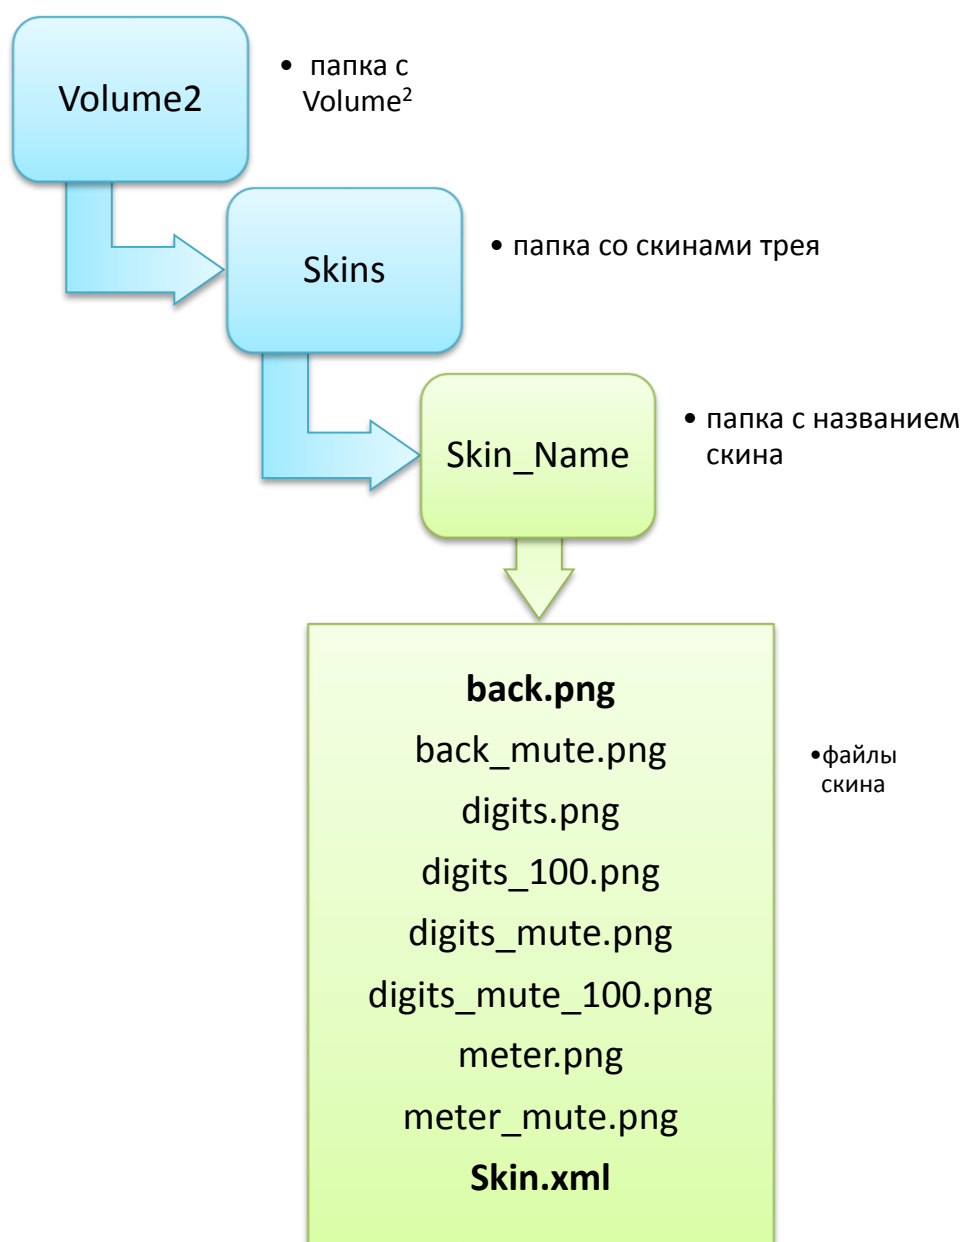 Volume2
• папка с
Volume²
Skins
• папка со скинами трея
Skin_Name
• папка с названием
скина
back.png
back_mute.png
digits.png
digits_100.png
digits_mute.png
digits_mute_100.png
meter.png
meter_mute.png
Skin.xml
•файлы
скина